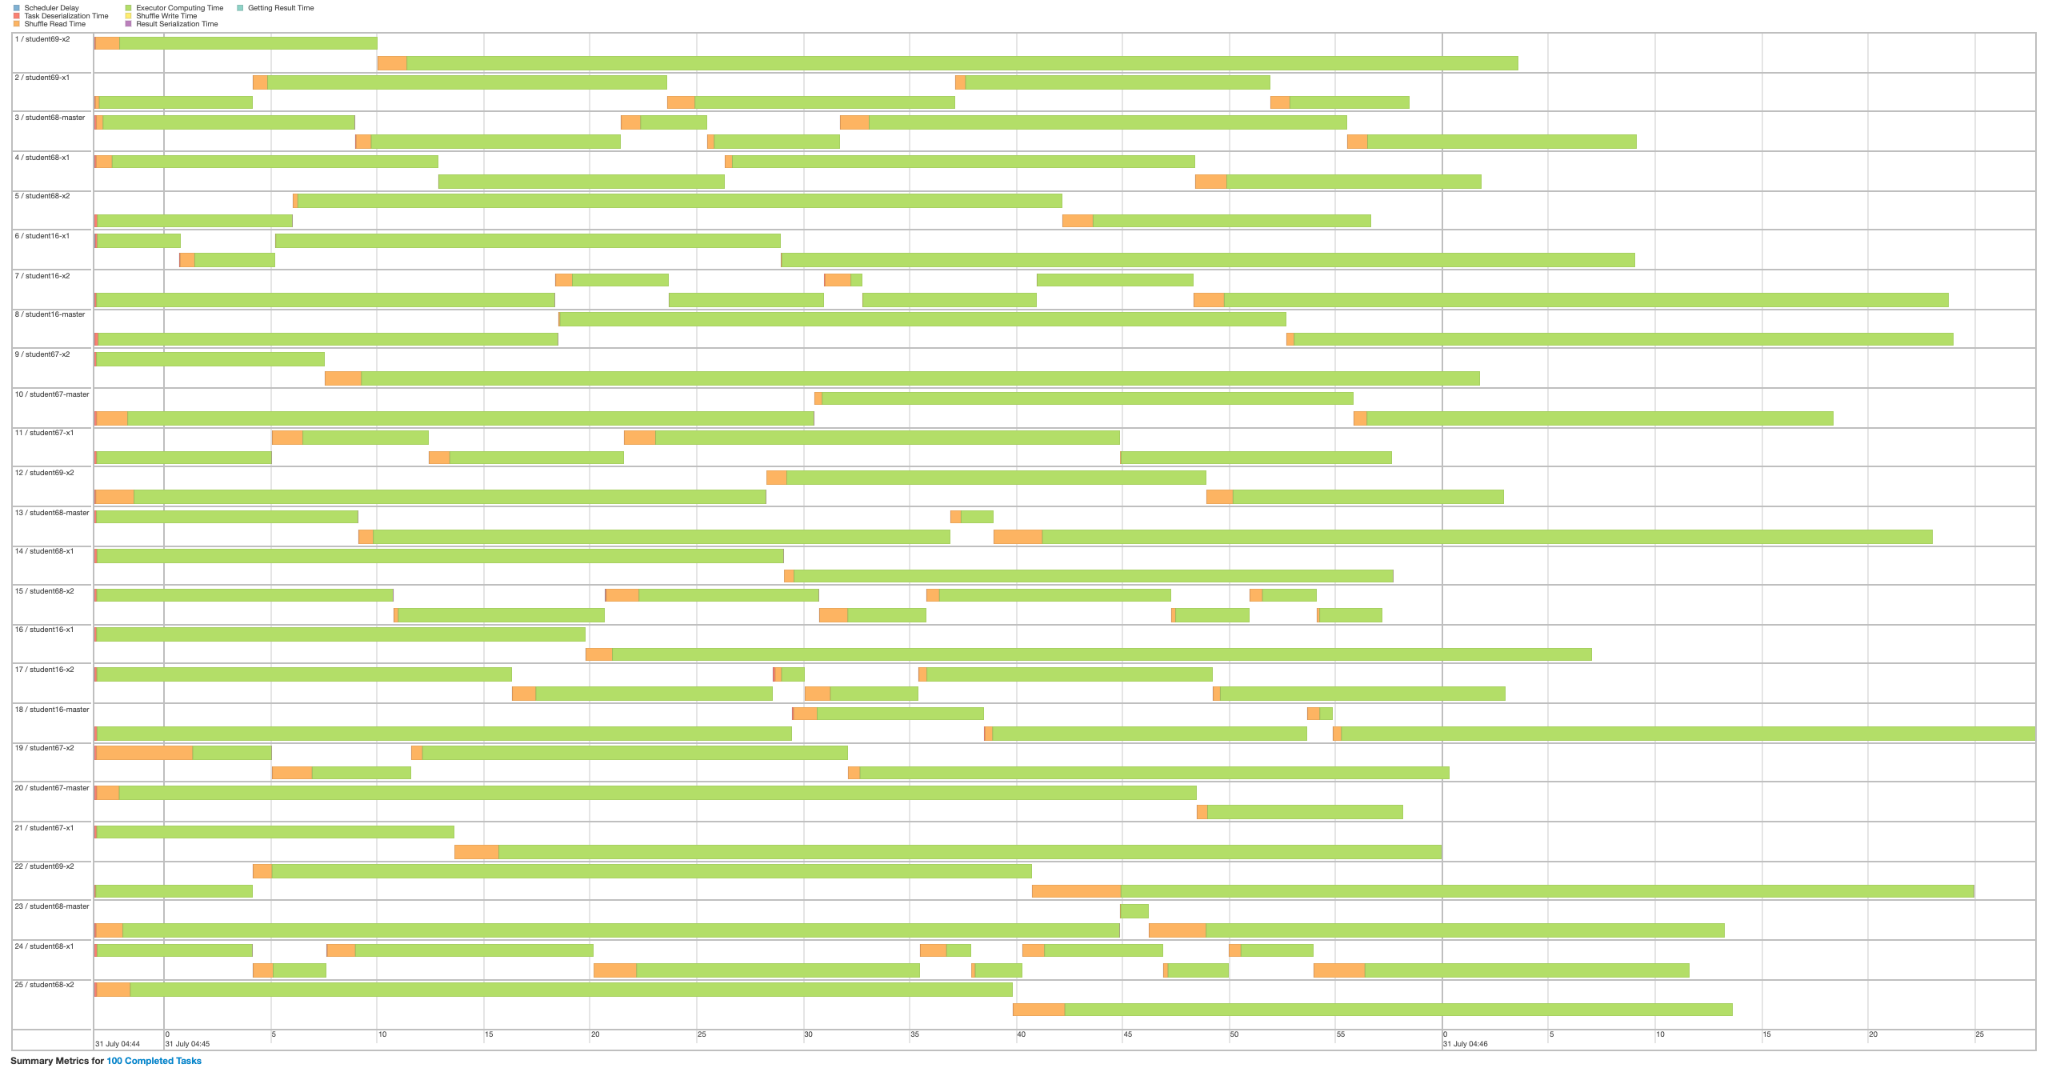 Scheduler Delay Executor Computing Time Getting Result Time
Task Deserialization Time Shuffle Write Time
Shuffle Read Time Result Serialization Time
1 / student69-x2
2 / student69-x1
3 / student68-master
4 / student68-x1
5 / student68-x2
6 / student16-x1
7 / student16-x2
8 / student16-master
9 / student67-x2
10 / student67-master
11 / student67-x1
12 / student69-x2
13 / student68-master
14 / student68-x1
15 / student68-x2
16 / student16-x1
17 / student16-x2
18 / student16-master
19 / student67-x2
20 / student67-master
21 / student67-x1
22 / student69-x2
23 / student68-master
24 / student68-x1
25 / student68-x2
0 5 10 15 20 25 30 35 40 45 50 55 0 5 10 15 20 25
31 July 04:44 31 July 04:45 31 July 04:46
Summary Metrics for 100 Completed Tasks